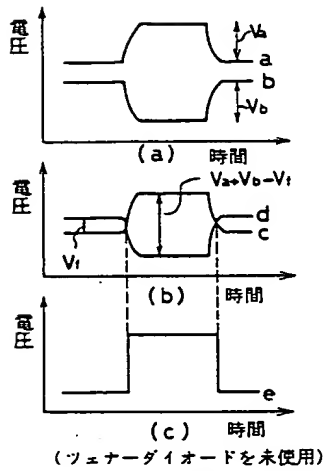 電圧
Va
a
b
Vb
(a)
時間
Va+Vb-Vf
電圧
d
c
Vf
(b)
時間
電圧
e
(c)
時間
(ツェナーダイオードを未使用)